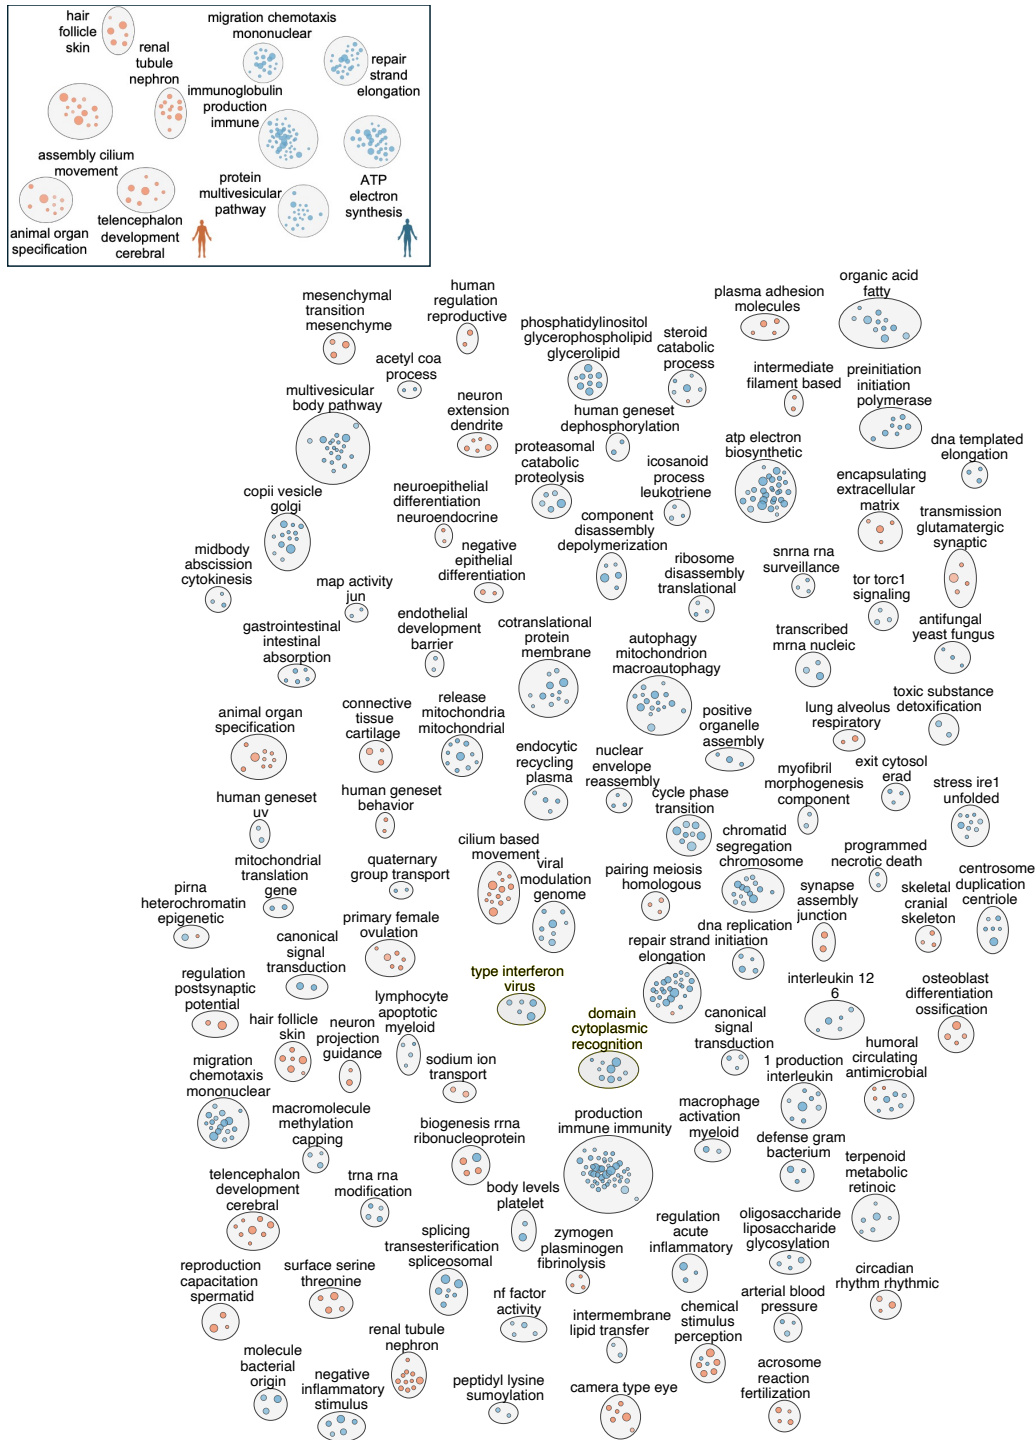 hair
follicle
skin
renal
tubule
nephron
migration chemotaxis
mononuclear
repair
strand
elongation
immunoglobulin
production
immune
assembly cilium
movement
protein
multivesicular
pathway
ATP
electron
synthesis
animal organ
specification
telencephalon
development
cerebral
mesenchymal
transition
mesenchyme
human
regulation
reproductive
plasma adhesion
molecules
organic acid
fatty
phosphatidylinositol
glycerophospholipid
glycerolipid
steroid
catabolic
process
acetyl coa
process
intermediate
filament based
preinitiation
initiation
polymerase
multivesicular
body pathway
neuron
extension
dendrite
human geneset
dephosphorylation
atp electron
biosynthetic
dna templated
elongation
proteasomal
catabolic
proteolysis
icosanoid
process
leukotriene
encapsulating
extracellular
matrix
copii vesicle
golgi
neuroepithelial
differentiation
neuroendocrine
component
disassembly
depolymerization
transmission
glutamatergic
synaptic
midbody
abscission
cytokinesis
negative
epithelial
differentiation
ribosome
disassembly
translational
snrna rna
surveillance
tor torc1
signaling
map activity
jun
gastrointestinal
intestinal
absorption
endothelial
development
barrier
cotranslational
protein
membrane
autophagy
mitochondrion
macroautophagy
transcribed
mrna nucleic
antifungal
yeast fungus
animal organ
specification
connective
tissue
cartilage
release
mitochondria
mitochondrial
positive
organelle
assembly
lung alveolus
respiratory
toxic substance
detoxification
endocytic
recycling
plasma
nuclear
envelope
reassembly
myofibril
morphogenesis
component
exit cytosol
erad
stress ire1
unfolded
human geneset
uv
human geneset
behavior
cycle phase
transition
chromatid
segregation
chromosome
cilium based
movement
viral
modulation
genome
programmed
necrotic death
mitochondrial
translation
gene
quaternary
group transport
pairing meiosis
homologous
synapse
assembly
junction
skeletal
cranial
skeleton
centrosome
duplication
centriole
pirna
heterochromatin
epigenetic
canonical
signal
transduction
primary female
ovulation
dna replication
initiation
repair strand
elongation
regulation
postsynaptic
potential
type interferon
virus
interleukin 12
6
osteoblast
differentiation
ossification
hair follicle
skin
neuron
projection
guidance
lymphocyte
apoptotic
myeloid
domain
cytoplasmic
recognition
canonical
signal
transduction
migration
chemotaxis
mononuclear
sodium ion
transport
1 production
interleukin
humoral
circulating
antimicrobial
macromolecule
methylation
capping
biogenesis rrna
ribonucleoprotein
production
immune immunity
macrophage
activation
myeloid
defense gram
bacterium
terpenoid
metabolic
retinoic
telencephalon
development
cerebral
trna rna
modification
body levels
platelet
splicing
transesterification
spliceosomal
zymogen
plasminogen
fibrinolysis
regulation
acute
inflammatory
oligosaccharide
liposaccharide
glycosylation
reproduction
capacitation
spermatid
surface serine
threonine
nf factor
activity
intermembrane
lipid transfer
chemical
stimulus
perception
arterial blood
pressure
circadian
rhythm rhythmic
renal tubule
nephron
molecule
bacterial
origin
negative
inflammatory
stimulus
peptidyl lysine
sumoylation
camera type eye
acrosome
reaction
fertilization